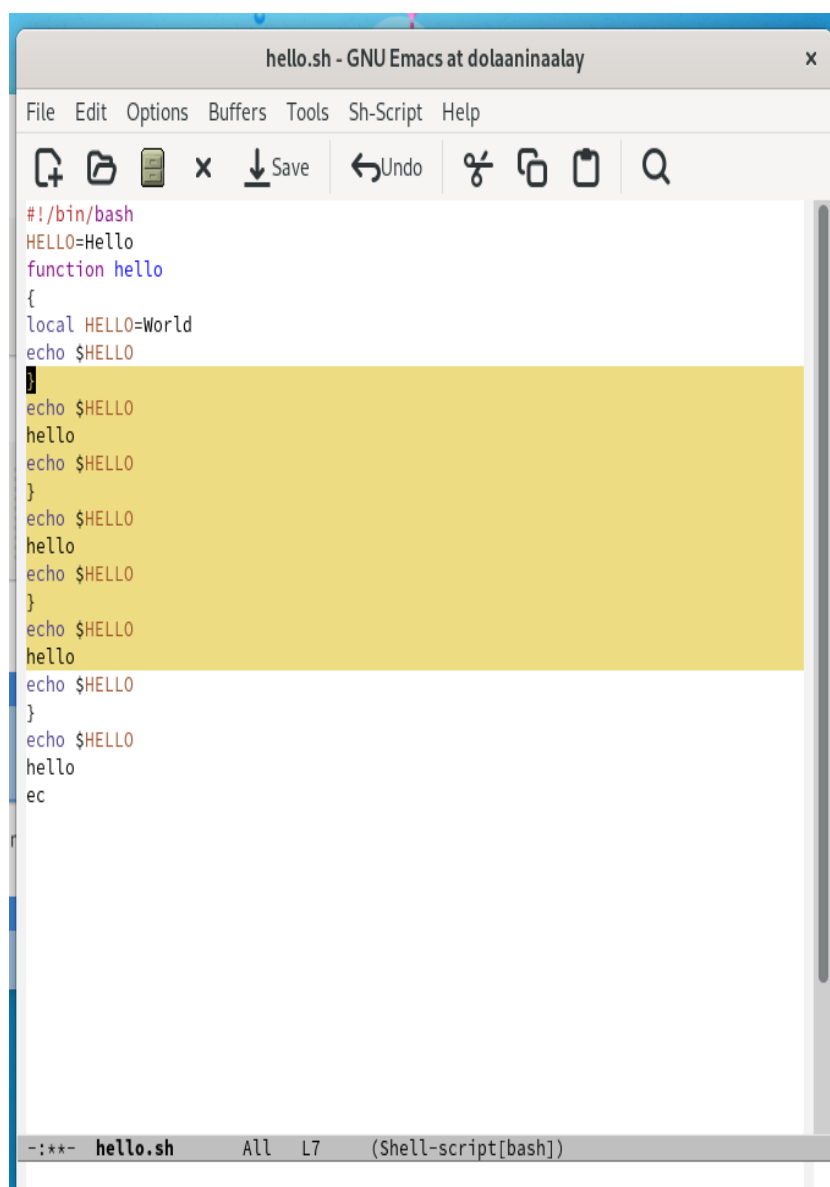 hello.sh - GNU Emacs at dolaaninaalay x
File Edit Options Buffers Tools Sh-Script Help
Save Undo
#!/bin/bash
HELLO=Hello
function hello
{
local HELLO=World
echo $HELLO
}
echo $HELLO
hello
echo $HELLO
}
echo $HELLO
hello
echo $HELLO
}
echo $HELLO
hello
echo $HELLO
}
echo $HELLO
hello
ec
-:**- hello.sh All L7 (Shell-script[bash])